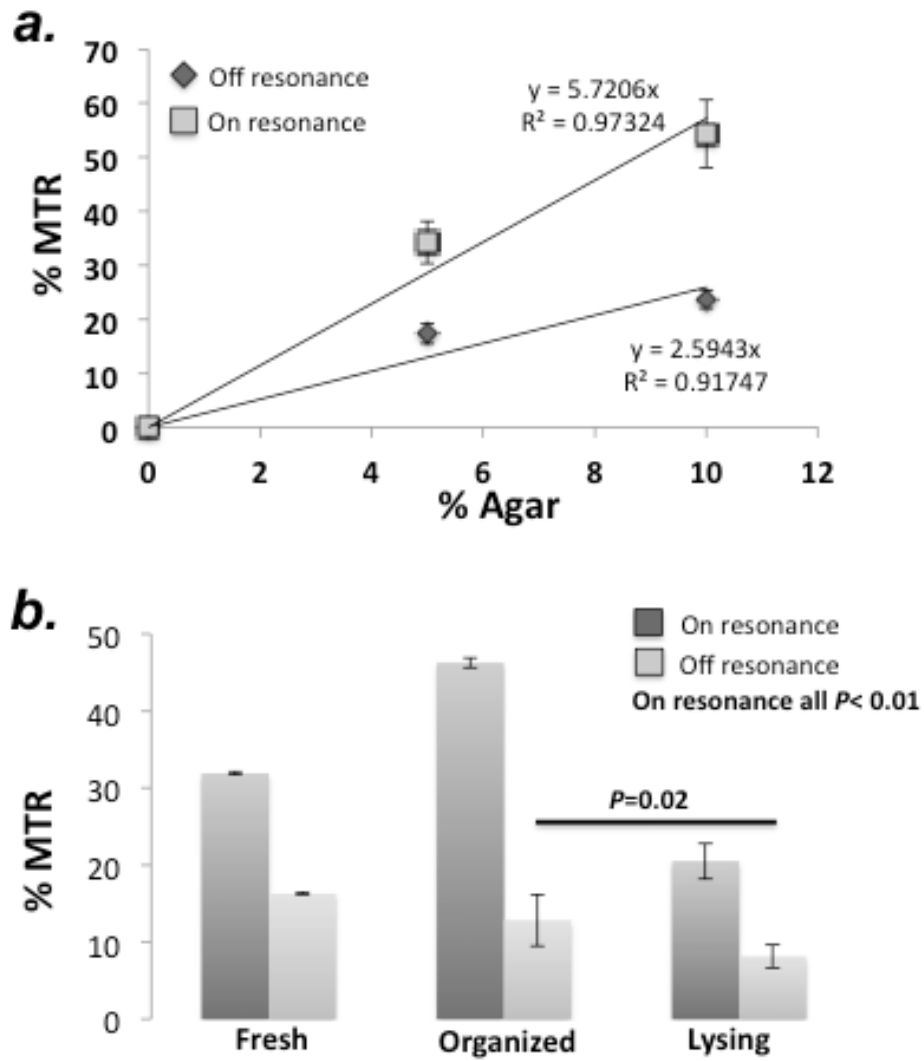 a.
70
60
50
40
30
20
10
0
% MTR
Off resonance
On resonance
y = 5.7206x
R² = 0.97324
y = 2.5943x
R² = 0.91747
0 2 4 6 8 10 12
% Agar
b.
50
40
30
20
10
0
% MTR
On resonance
Off resonance
On resonance all P< 0.01
P=0.02
Fresh Organized Lysing